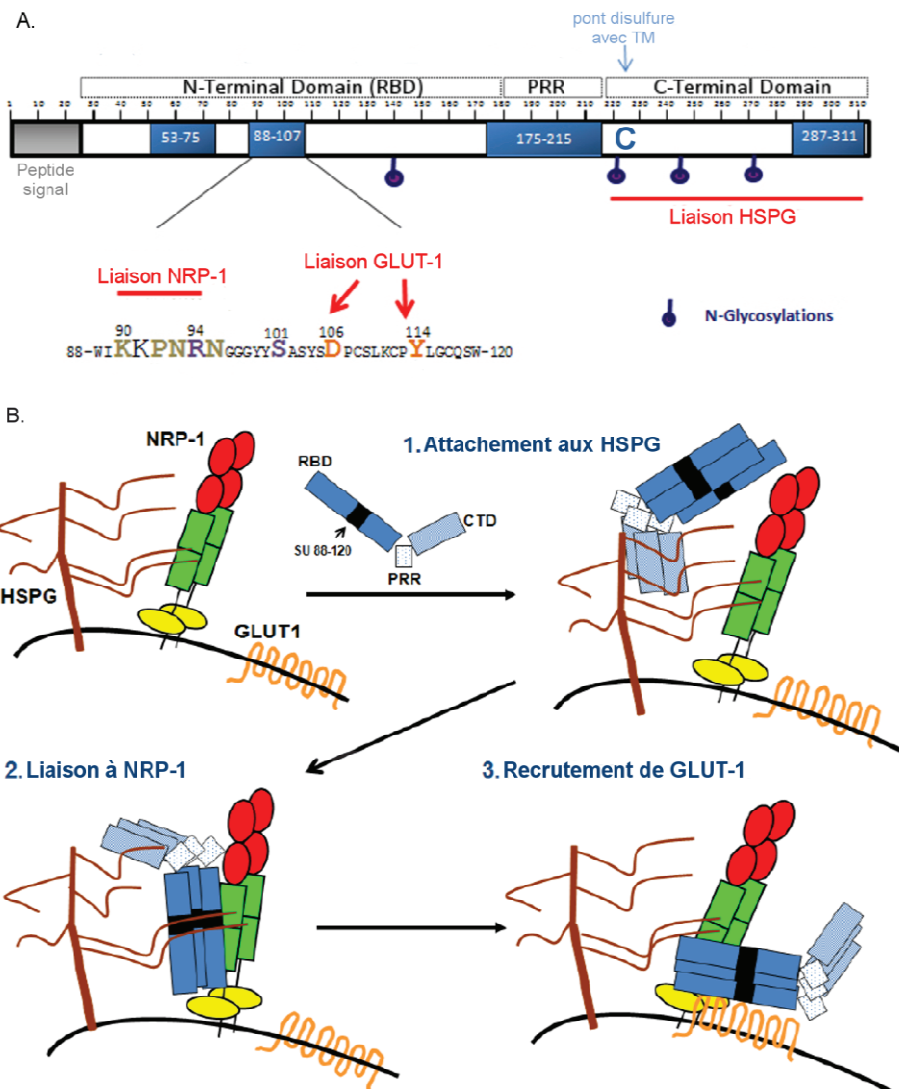 A.
pont disulfure
avec TM
N-Terminal Domain (RBD) PRR C-Terminal Domain
1 10 20 30 40 50 60 70 80 90 100 110 120 130 140 150 160 170 180 190 200 210 220 230 240 250 260 270 280 290 300 310
53-75 88-107 175-215 C 287-311
Peptide
signal
Liaison HSPG
Liaison NRP-1 Liaison GLUT-1
N-Glycosylations
90 94 101 106 114
88-WIKKPNRNGGGYYSASYSDPCSLKCPYLGCQSW-120
B.
NRP-1
1. Attachement aux HSPG
RBD
CTD
SU 88-120
PRR
HSPG
GLUT1
2. Liaison à NRP-1
3. Recrutement de GLUT-1